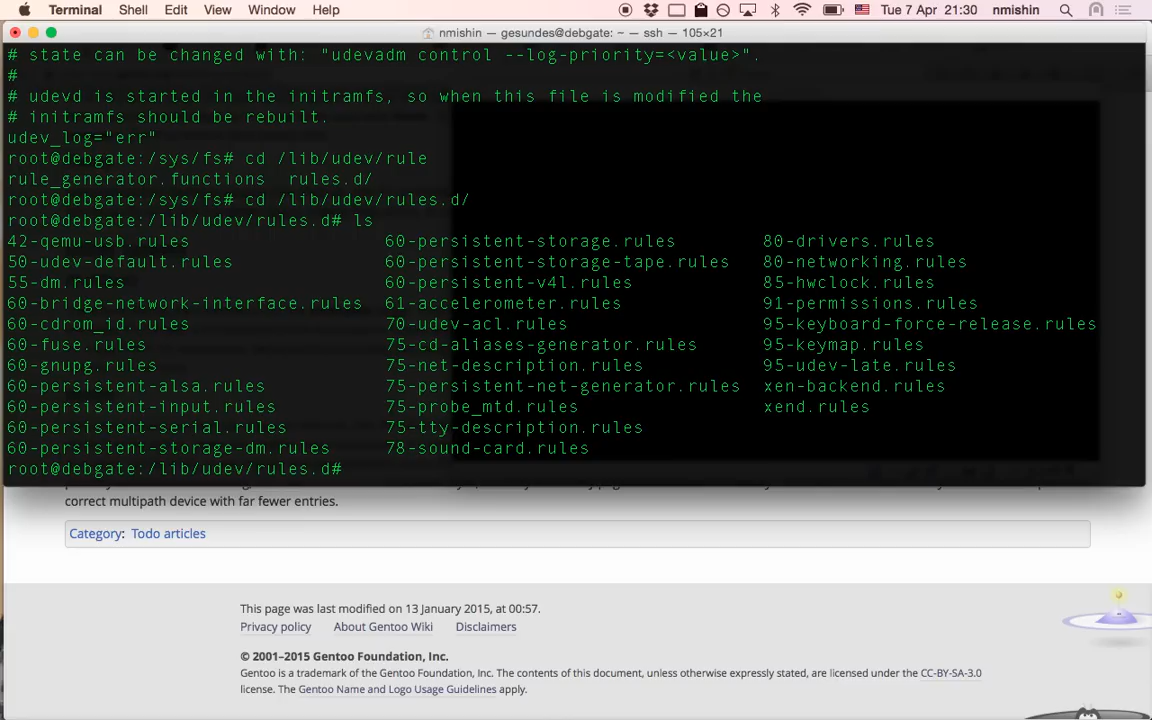 Terminal Shell Edit View Window Help Tue 7 Apr 21:30 nmishin
nmishin — gesundes@debgate: ~ — ssh — 105×21
# state can be changed with: "udevadm control --log-priority=<value>".
#
# udevd is started in the initramfs, so when this file is modified the
# initramfs should be rebuilt.
udev_log="err"
root@debgate:/sys/fs# cd /lib/udev/rule
rule_generator.functions rules.d/
root@debgate:/sys/fs# cd /lib/udev/rules.d/
root@debgate:/lib/udev/rules.d# ls
42-qemu-usb.rules 60-persistent-storage.rules 80-drivers.rules
50-udev-default.rules 60-persistent-storage-tape.rules 80-networking.rules
55-dm.rules 60-persistent-v4l.rules 85-hwclock.rules
60-bridge-network-interface.rules 61-accelerometer.rules 91-permissions.rules
60-cdrom_id.rules 70-udev-acl.rules 95-keyboard-force-release.rules
60-fuse.rules 75-cd-aliases-generator.rules 95-keymap.rules
60-gnupg.rules 75-net-description.rules 95-udev-late.rules
60-persistent-alsa.rules 75-persistent-net-generator.rules xen-backend.rules
60-persistent-input.rules 75-probe_mtd.rules xend.rules
60-persistent-serial.rules 75-tty-description.rules
60-persistent-storage-dm.rules 78-sound-card.rules
root@debgate:/lib/udev/rules.d#
correct multipath device with far fewer entries.
Category: Todo articles
This page was last modified on 13 January 2015, at 00:57.
Privacy policy About Gentoo Wiki Disclaimers
© 2001–2015 Gentoo Foundation, Inc.
Gentoo is a trademark of the Gentoo Foundation, Inc. The contents of this document, unless otherwise expressly stated, are licensed under the CC-BY-SA-3.0
license. The Gentoo Name and Logo Usage Guidelines apply.